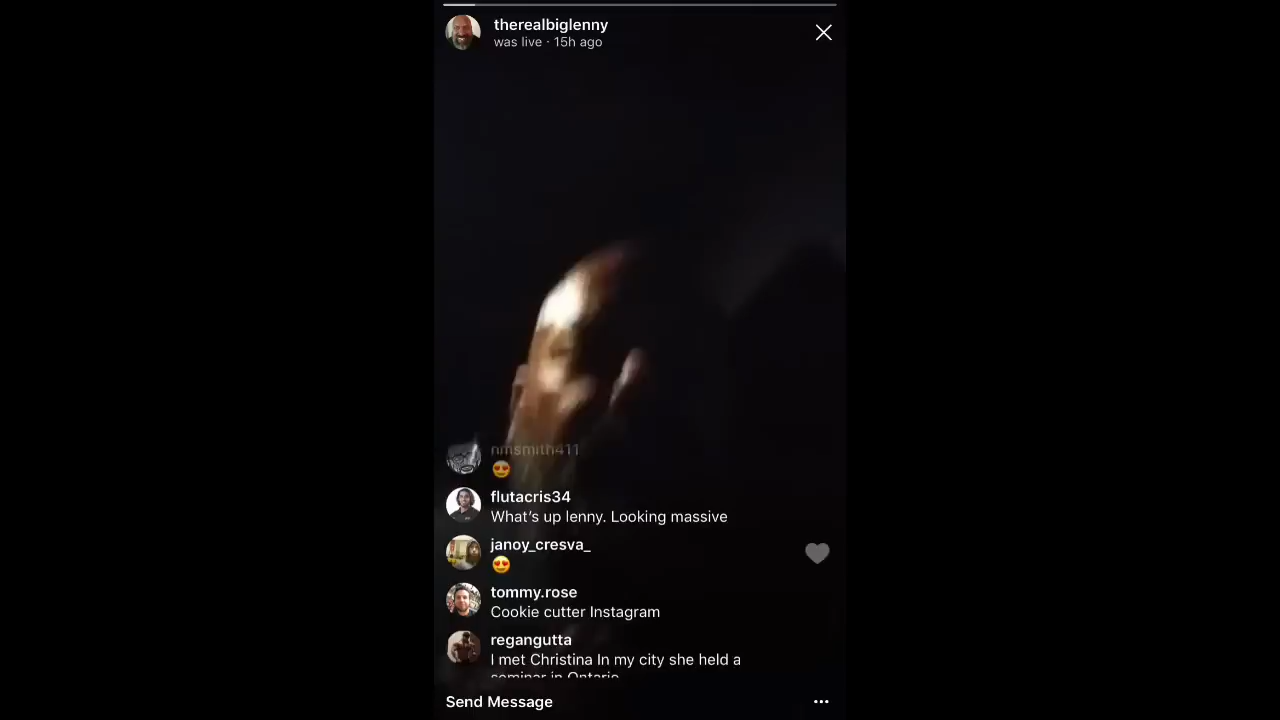 therealbiglenny
was live · 15h ago
nmsmith411
😍
flutacris34
What's up lenny. Looking massive
janoy_cresva_
😍
tommy.rose
Cookie cutter Instagram
regangutta
I met Christina In my city she held a
seminar in Ontario
Send Message